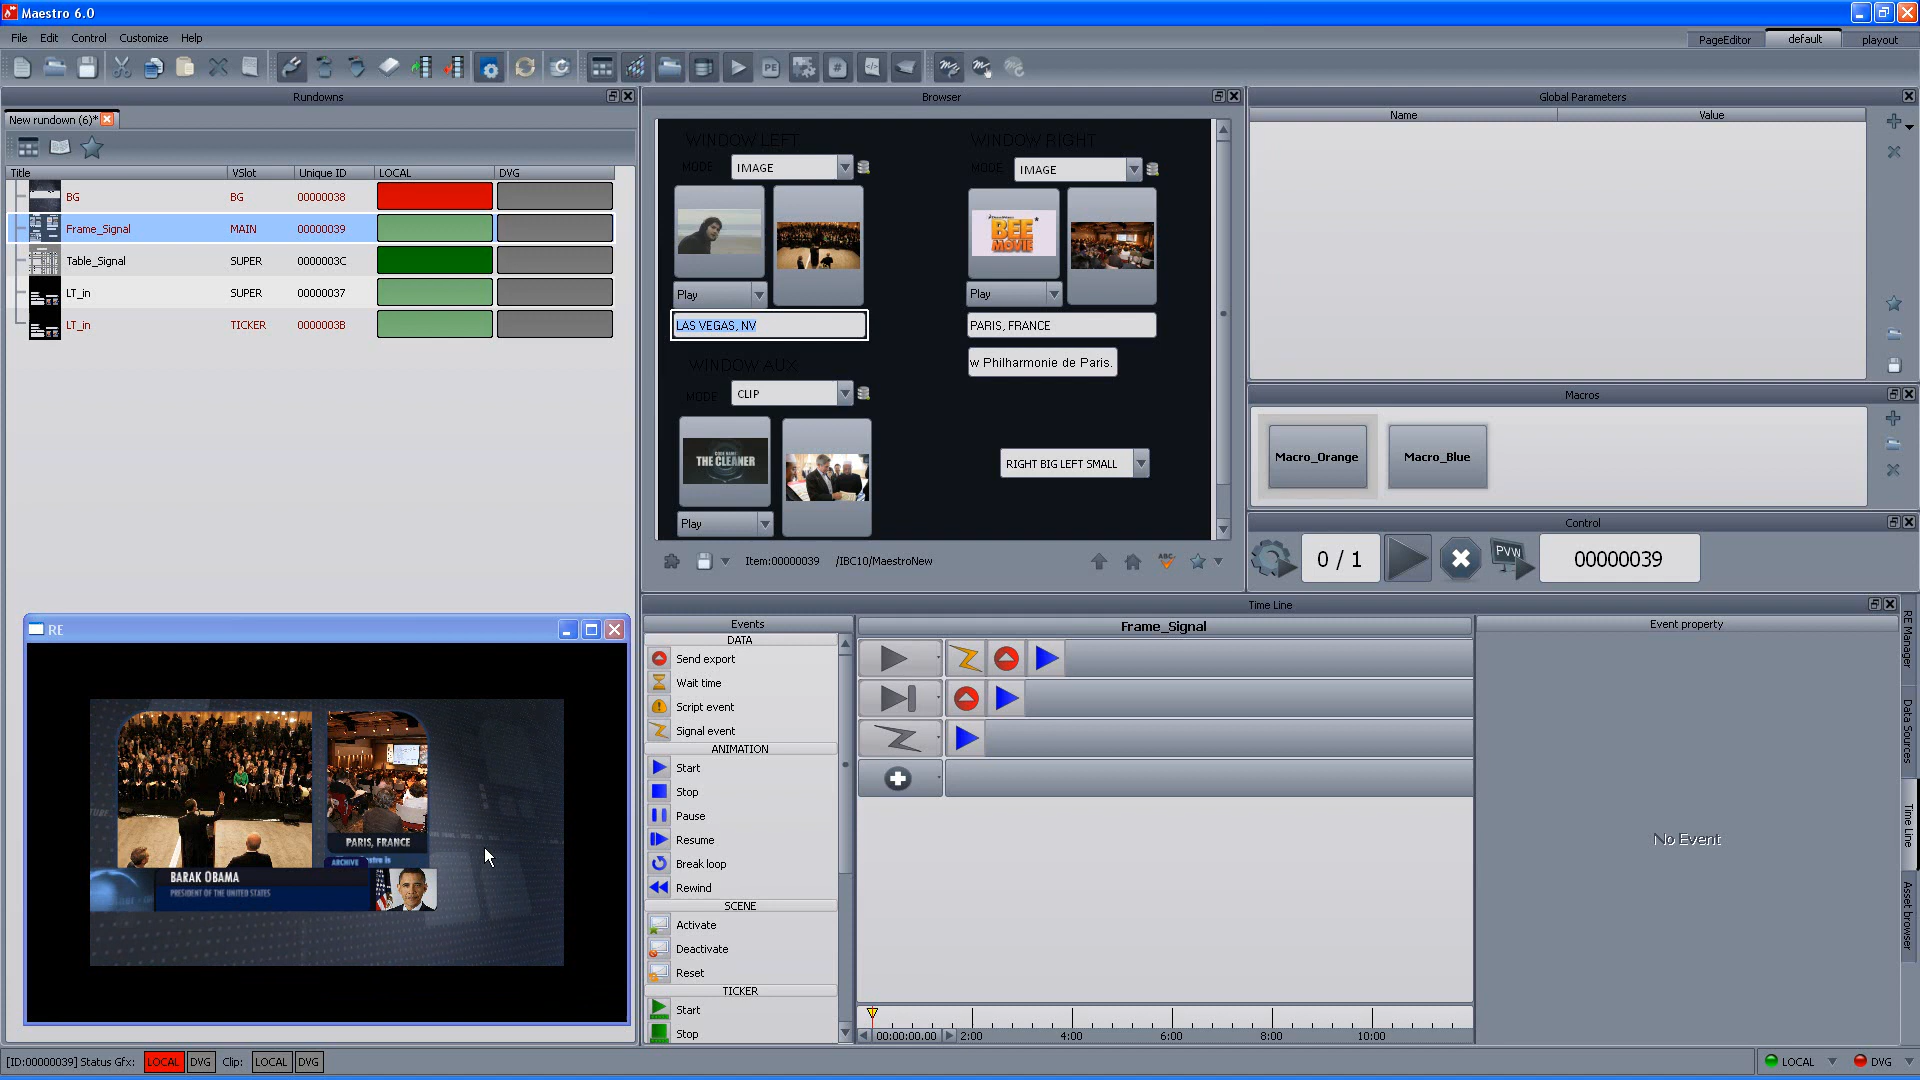 Maestro 6.0
File Edit Control Customize Help
PageEditor default playout
Rundowns
New rundown (6)*
Title VSlot Unique ID LOCAL DVG
BG BG 00000038
Frame_Signal MAIN 00000039
Table_Signal SUPER 0000003C
LT_in SUPER 00000037
LT_in TICKER 0000003B
RE
PARIS, FRANCE
ARCHIVE
BARAK OBAMA
PRESIDENT OF THE UNITED STATES
Browser
WINDOW LEFT
MODE IMAGE
Play
LAS VEGAS, NV
WINDOW RIGHT
MODE IMAGE
BEE MOVIE
Play
PARIS, FRANCE
w Philharmonie de Paris.
WINDOW AUX
MODE CLIP
THE CLEANER
Play
RIGHT BIG LEFT SMALL
Item:00000039 /IBC10/MaestroNew
Global Parameters
Name Value
Macros
Macro_Orange Macro_Blue
Control
0 / 1 PVW 00000039
Time Line
Events
DATA
Send export
Wait time
Script event
Signal event
ANIMATION
Start
Stop
Pause
Resume
Break loop
Rewind
SCENE
Activate
Deactivate
Reset
TICKER
Start
Stop
Frame_Signal
00:00:00.00 2:00 4:00 6:00 8:00 10:00
Event property
No Event
RE Manager
Data Sources
Time Line
Asset browser
[ID:00000039] Status Gfx: LOCAL DVG Clip: LOCAL DVG
LOCAL DVG